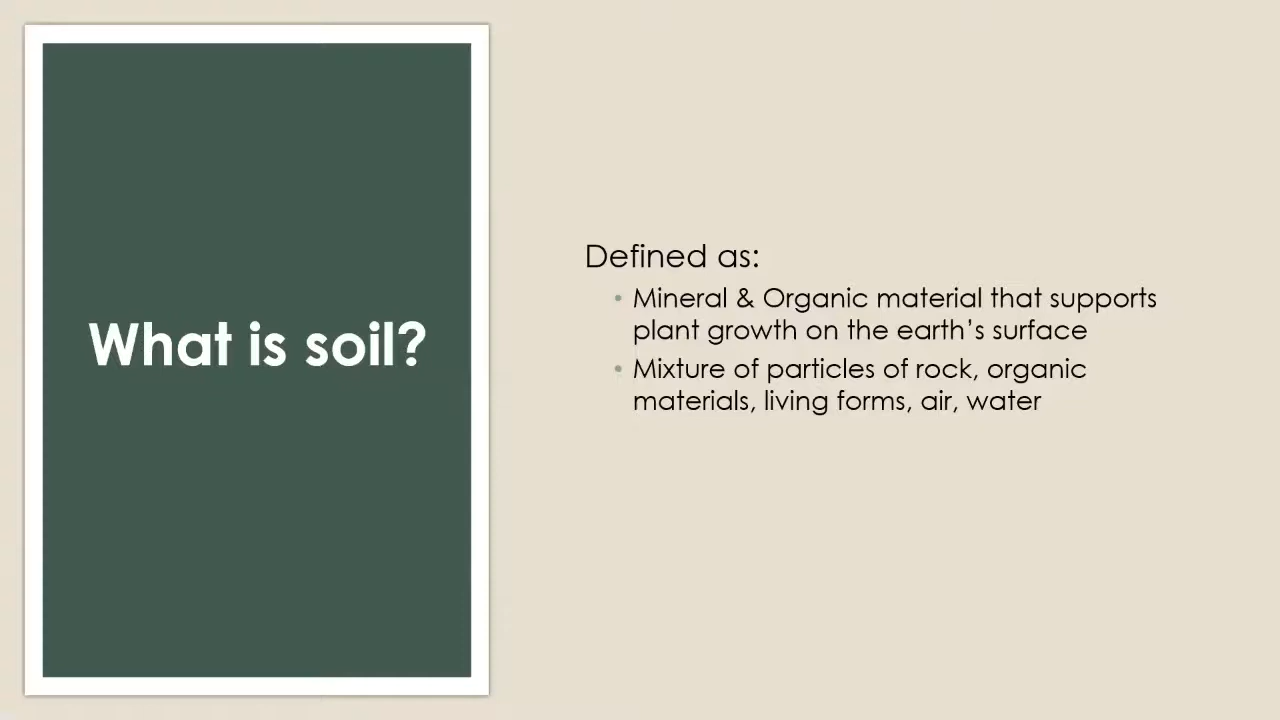 What is soil?
Defined as:
• Mineral & Organic material that supports
plant growth on the earth’s surface
• Mixture of particles of rock, organic
materials, living forms, air, water